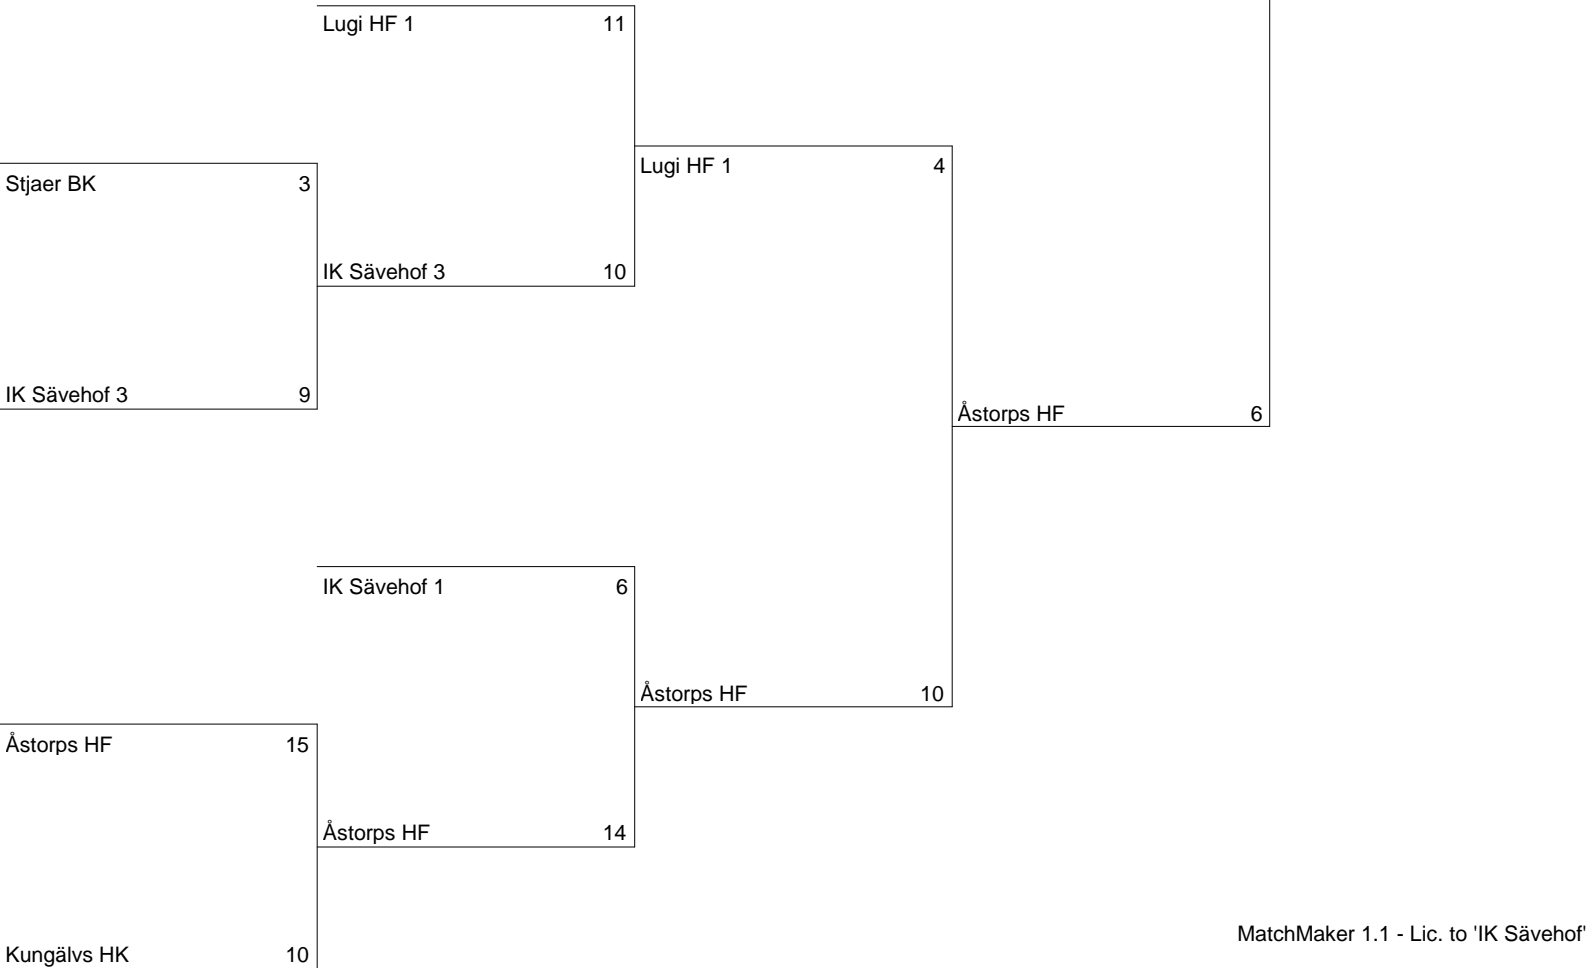 Lugi HF 1 11
Lugi HF 1 4
Stjaer BK 3
IK Sävehof 3 10
IK Sävehof 3 9
Åstorps HF 6
IK Sävehof 1 6
Åstorps HF 10
Åstorps HF 15
Åstorps HF 14
MatchMaker 1.1 - Lic. to 'IK Sävehof'
Kungälvs HK 10